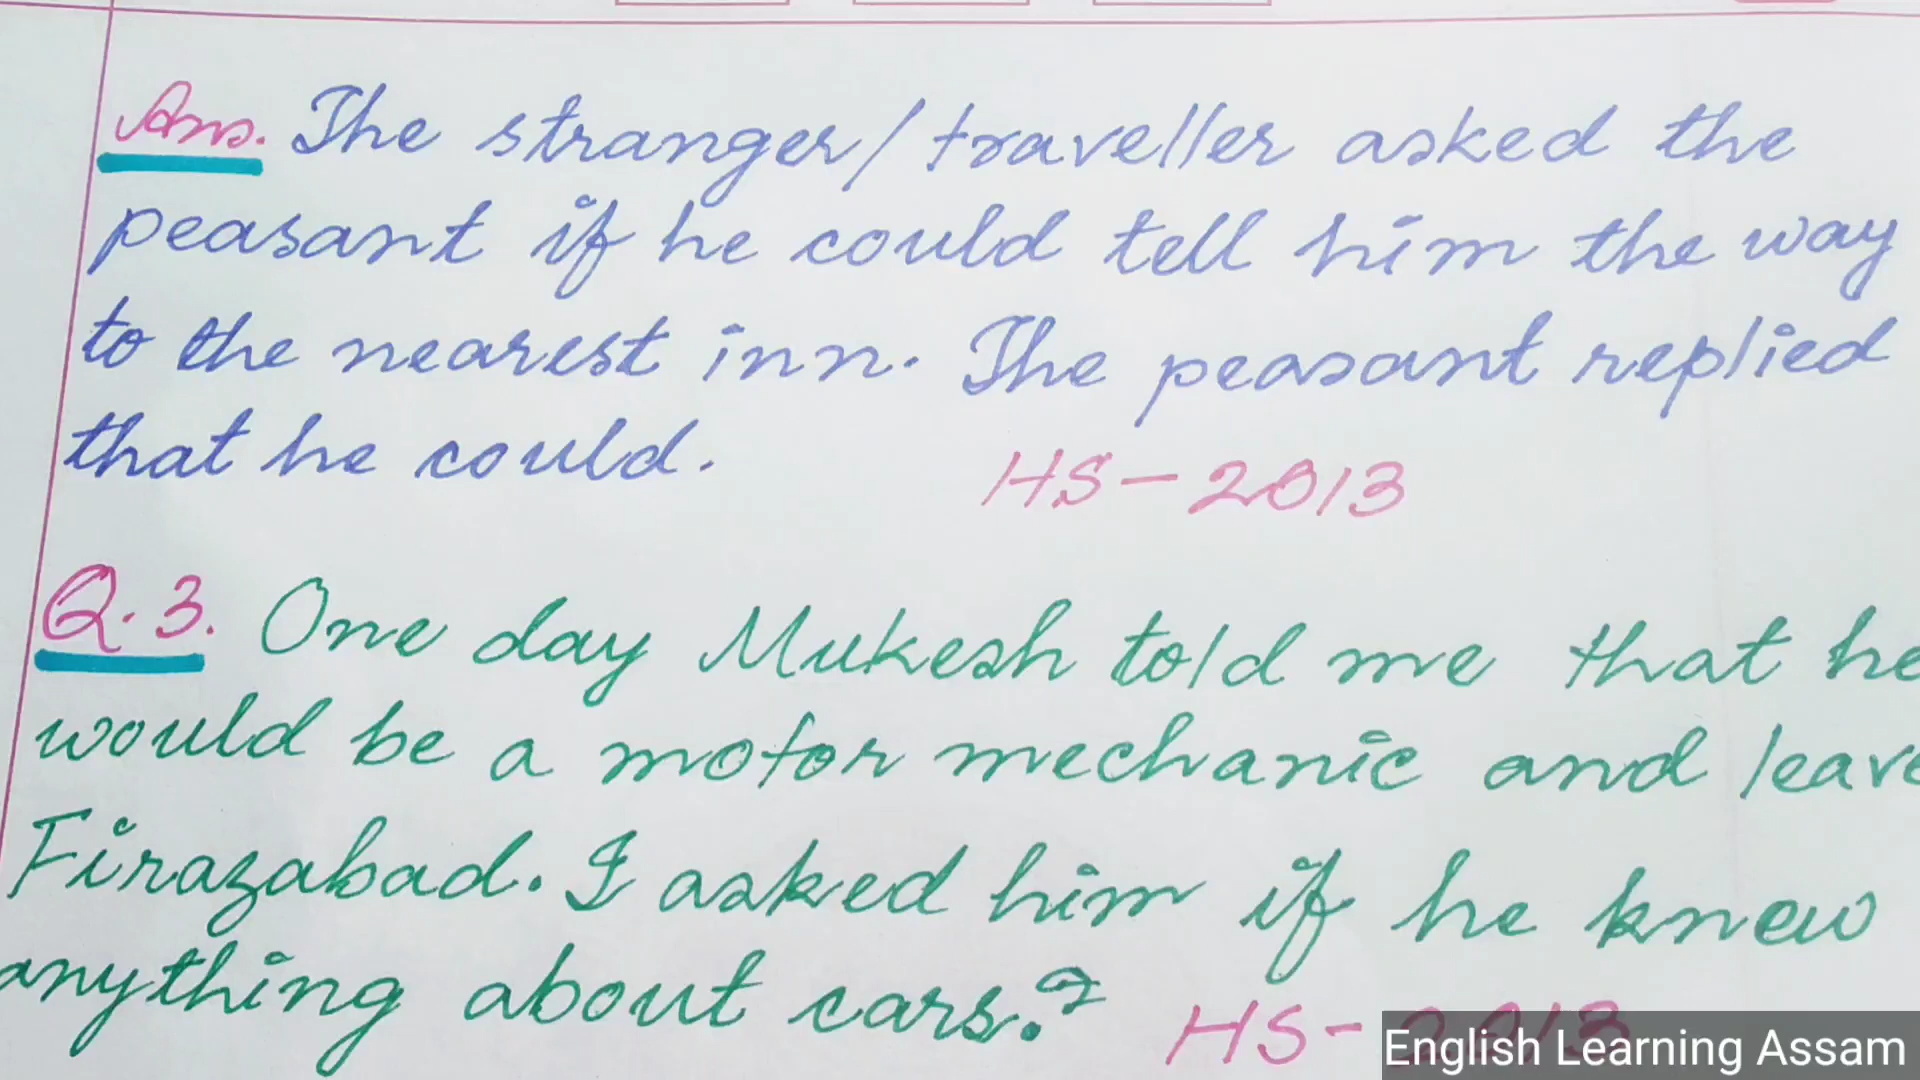 Ans. The stranger/traveller asked the
peasant if he could tell him the way
to the nearest inn. The peasant replied
that he could.
HS-2013
Q.3. One day Mukesh told me that he
would be a motor mechanic and leave
Firazabad. I asked him if he knew
anything about cars.?
HS-2013
English Learning Assam